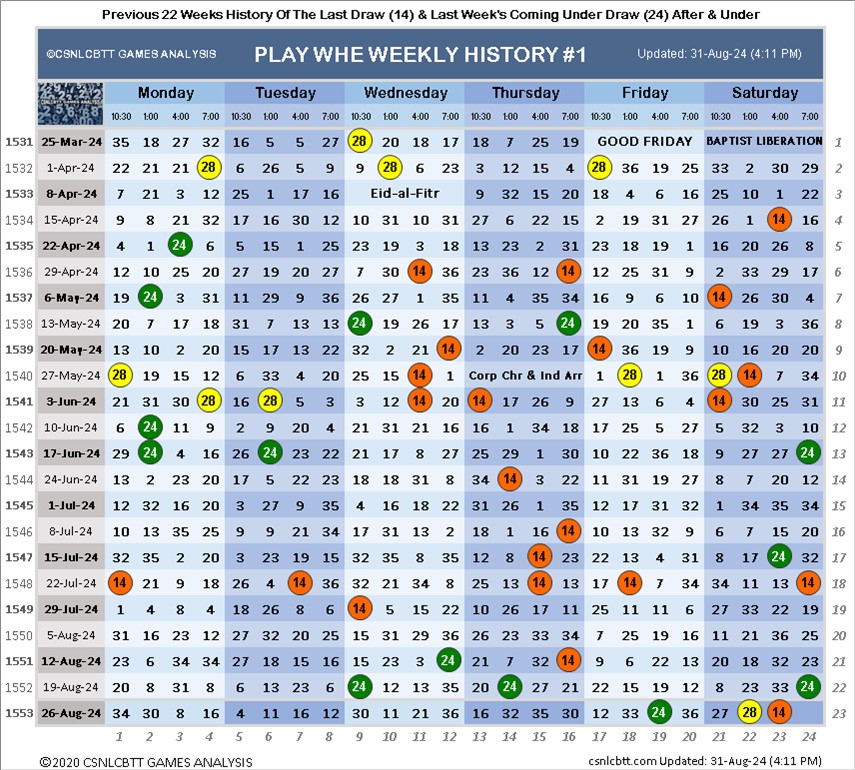 Previous 22 Weeks History Of The Last Draw (14) & Last Week's Coming Under Draw (24) After & Under
©CSNLCBTT GAMES ANALYSIS PLAY WHE WEEKLY HISTORY #1 Updated: 31-Aug-24 (4:11 PM)
CSNLCBTT GAMES ANALYSIS Monday Tuesday Wednesday Thursday Friday Saturday
10:30 1:00 4:00 7:00 10:30 1:00 4:00 7:00 10:30 1:00 4:00 7:00 10:30 1:00 4:00 7:00 10:30 1:00 4:00 7:00 10:30 1:00 4:00 7:00
1531 25-Mar-24 35 18 27 32 16 5 5 27 28 20 18 17 18 7 25 19 GOOD FRIDAY BAPTIST LIBERATION 1
1532 1-Apr-24 22 21 21 28 6 26 5 9 9 10 6 23 3 12 15 4 28 36 19 25 33 2 30 29 2
1533 8-Apr-24 7 21 3 12 25 1 17 16 Eid-al-Fitr 9 32 15 20 18 4 6 16 25 10 1 22 3
1534 15-Apr-24 9 8 21 32 17 16 30 12 10 31 10 31 27 6 22 15 2 19 31 27 26 1 14 16 4
1535 22-Apr-24 4 1 24 6 5 15 1 25 23 19 3 18 13 23 2 31 23 18 19 1 16 20 26 8 5
1536 29-Apr-24 12 10 25 20 27 19 20 27 7 30 14 36 23 36 12 14 12 25 31 9 2 33 29 17 6
1537 6-May-24 19 24 3 31 11 29 9 36 26 27 1 35 11 4 35 34 16 9 6 10 14 26 30 4 7
1538 13-May-24 20 7 17 18 31 7 13 13 24 19 26 17 13 3 5 24 19 20 35 1 6 19 3 36 8
1539 20-May-24 13 10 2 20 15 17 13 22 32 2 21 14 2 20 23 17 14 36 19 9 10 16 20 20 9
1540 27-May-24 28 19 15 12 6 33 4 20 25 15 14 1 Corp Chr & Ind Arr 1 28 1 36 28 14 7 34 10
1541 3-Jun-24 21 31 30 28 16 28 5 3 3 12 14 20 14 17 26 9 27 13 6 4 14 30 25 31 11
1542 10-Jun-24 6 24 11 9 2 9 20 4 21 31 21 16 16 1 34 18 17 25 5 27 5 32 3 10 12
1543 17-Jun-24 29 24 4 16 26 24 23 22 21 17 16 18 25 29 1 30 10 22 36 18 9 27 27 24 13
1544 24-Jun-24 13 2 23 20 17 5 22 23 18 18 31 8 34 14 3 22 11 31 19 21 8 7 20 12 14
1545 1-Jul-24 12 32 16 20 3 27 9 35 4 16 18 22 31 26 1 35 12 17 27 32 1 34 35 34 15
1546 8-Jul-24 10 13 35 25 9 9 21 34 17 31 13 2 18 1 16 14 10 13 32 9 6 7 15 20 16
1547 15-Jul-24 32 35 2 20 3 23 19 15 32 35 8 35 12 8 14 23 22 13 4 31 8 17 24 32 17
1548 22-Jul-24 14 21 9 18 26 4 14 36 32 21 34 8 25 13 14 13 17 14 7 34 34 11 13 14 18
1549 29-Jul-24 1 4 8 4 18 26 8 6 14 5 15 22 10 26 17 11 25 11 11 6 27 33 22 19 19
1550 5-Aug-24 31 16 23 12 27 32 20 25 15 31 29 36 26 23 33 34 7 25 19 16 11 21 36 25 20
1551 12-Aug-24 23 6 34 34 27 18 15 16 15 23 3 24 21 7 32 14 9 6 22 13 20 18 32 23 21
1552 19-Aug-24 20 8 31 8 6 13 23 6 24 12 13 35 20 24 27 21 22 15 19 12 8 23 33 24 22
1553 26-Aug-24 34 30 8 16 4 11 16 12 30 11 21 36 16 32 35 30 12 33 24 36 27 28 14 23
1 2 3 4 5 6 7 8 9 10 11 12 13 14 15 16 17 18 19 20 21 22 23 24
©2020 CSNLCBTT GAMES ANALYSIS csnlcbtt.com Updated: 31-Aug-24 (4:11 PM)